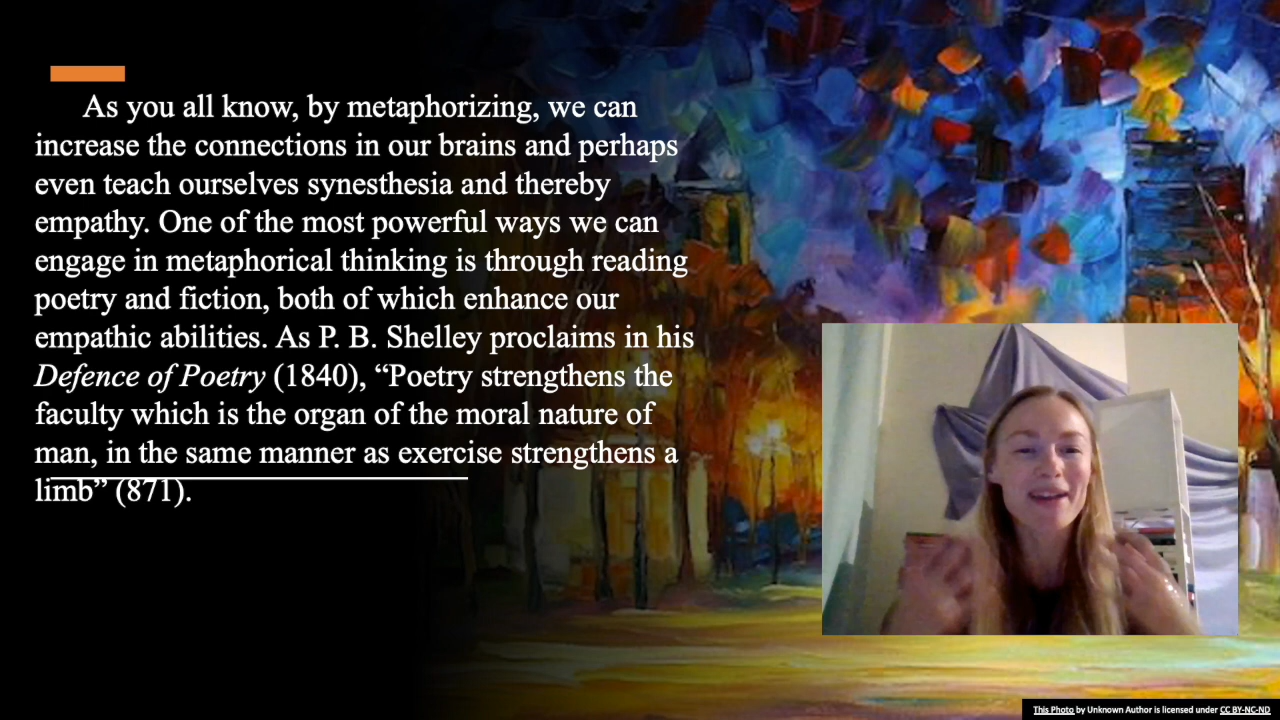 As you all know, by metaphorizing, we can
increase the connections in our brains and perhaps
even teach ourselves synesthesia and thereby
empathy. One of the most powerful ways we can
engage in metaphorical thinking is through reading
poetry and fiction, both of which enhance our
empathic abilities. As P. B. Shelley proclaims in his
Defence of Poetry (1840), “Poetry strengthens the
faculty which is the organ of the moral nature of
man, in the same manner as exercise strengthens a
limb” (871).
This Photo by Unknown Author is licensed under CC BY-NC-ND